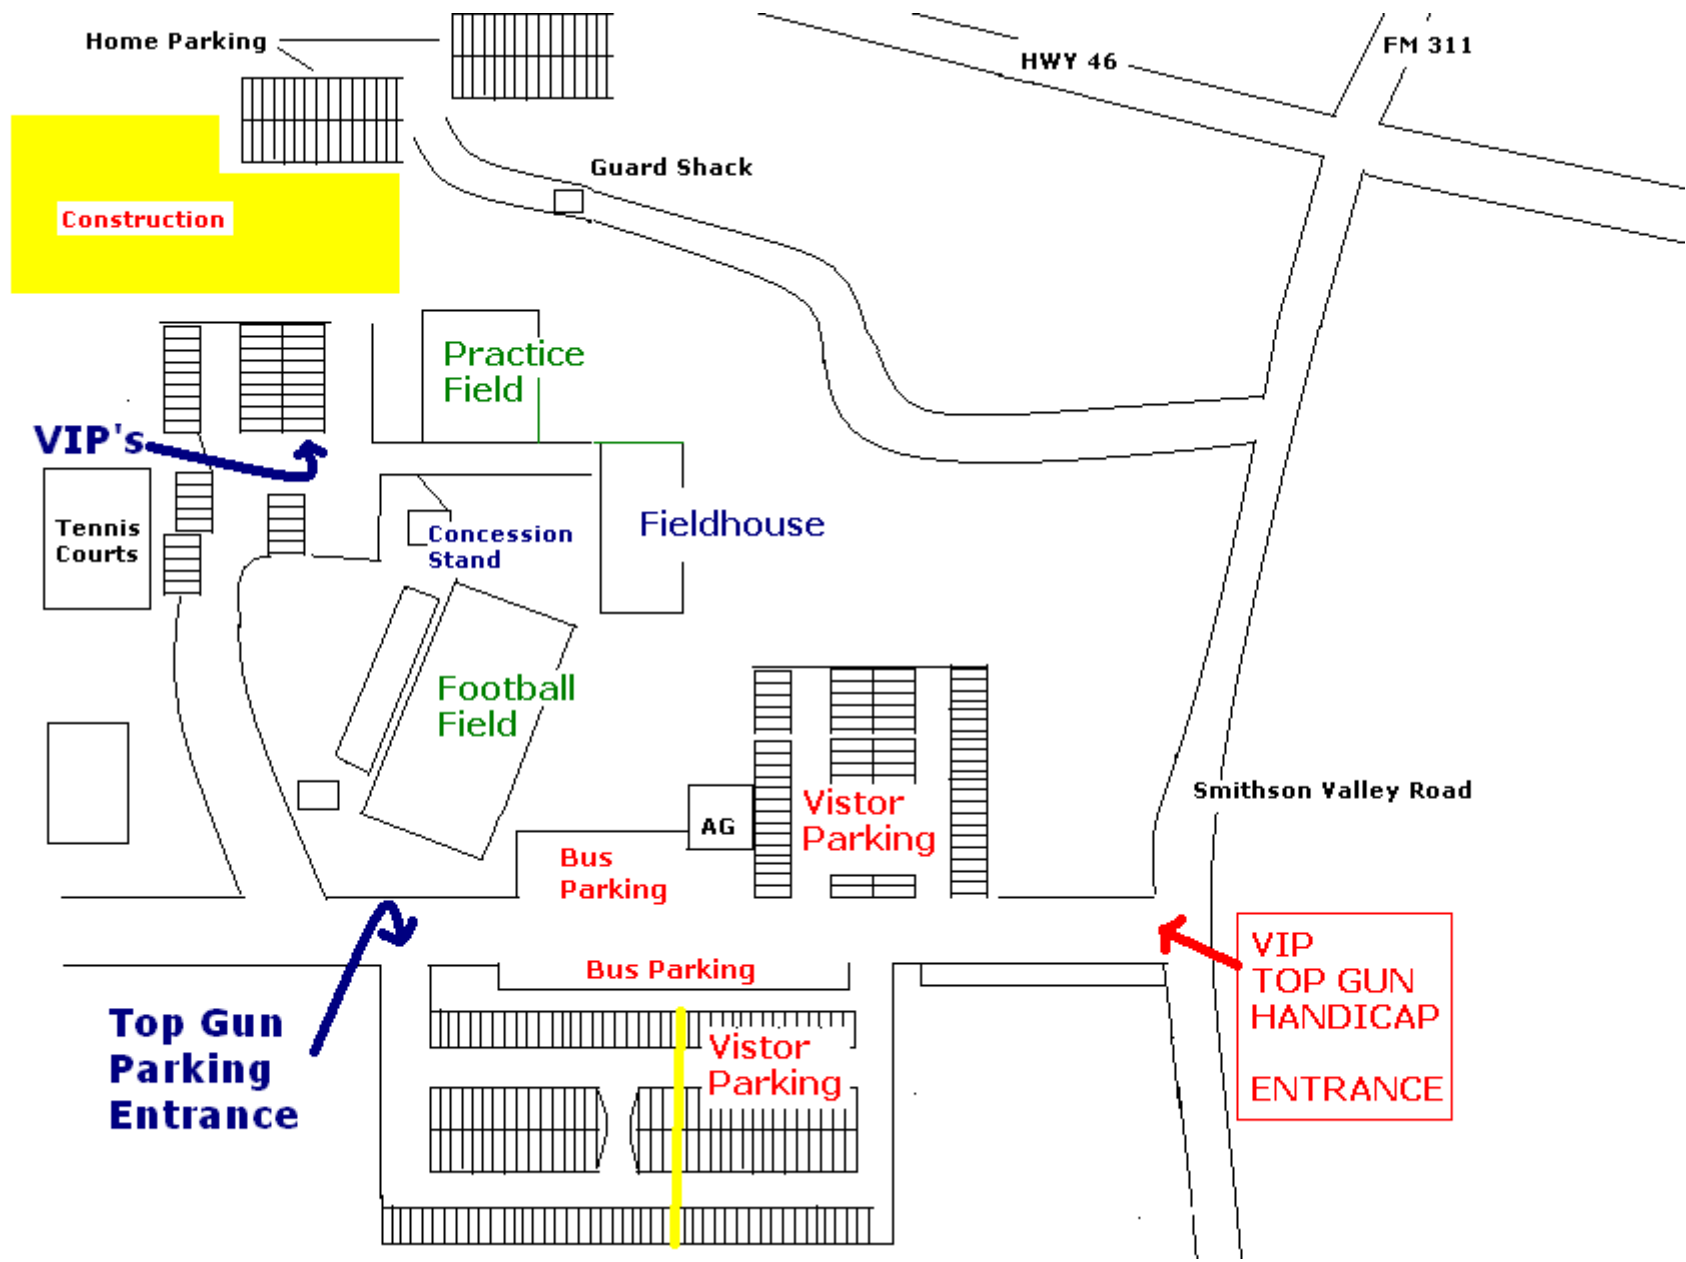 Home Parking
HWY 46
FM 311
Guard Shack
Construction
Practice
Field
VIP's
Tennis
Courts
Concession
Stand
Fieldhouse
Football
Field
Smithson Valley Road
Vistor
Parking
AG
Bus
Parking
VIP
TOP GUN
HANDICAP
ENTRANCE
Bus Parking
Top Gun
Parking
Entrance
Vistor
Parking